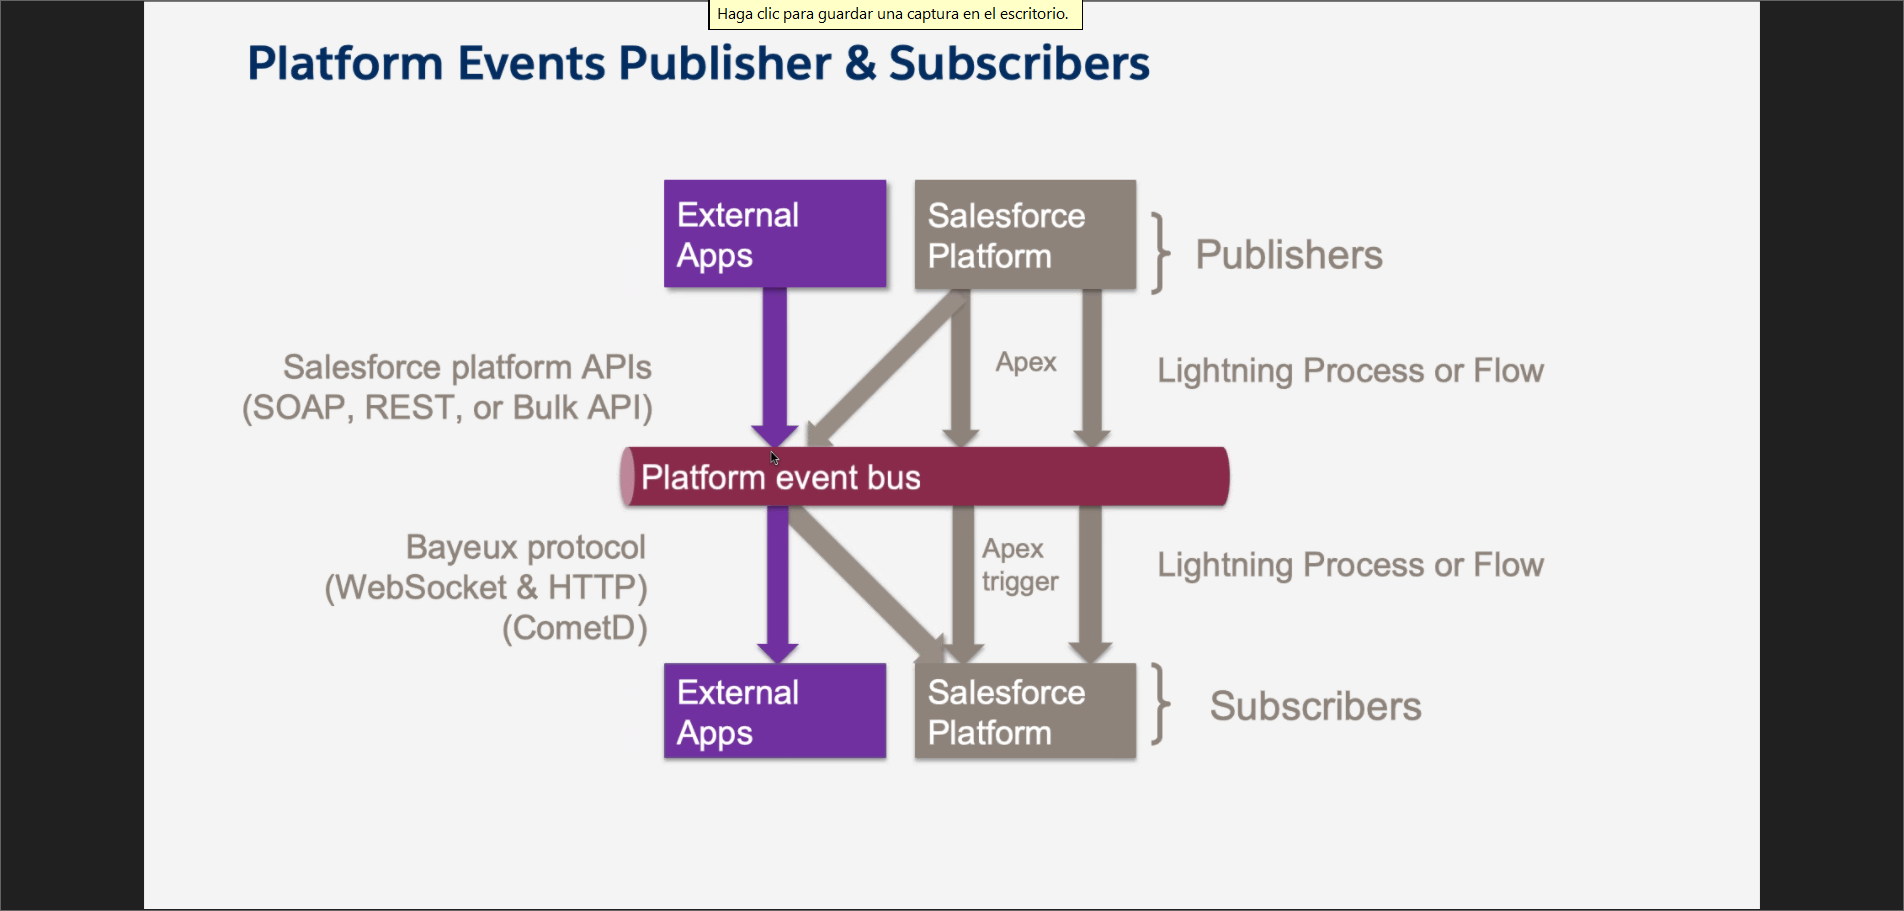 Haga clic para guardar una captura en el escritorio.
Platform Events Publisher & Subscribers
External
Apps
Salesforce
Platform
Publishers
Salesforce platform APIs
(SOAP, REST, or Bulk API)
Apex
Lightning Process or Flow
Platform event bus
Bayeux protocol
(WebSocket & HTTP)
(CometD)
Apex
trigger
Lightning Process or Flow
External
Apps
Salesforce
Platform
Subscribers